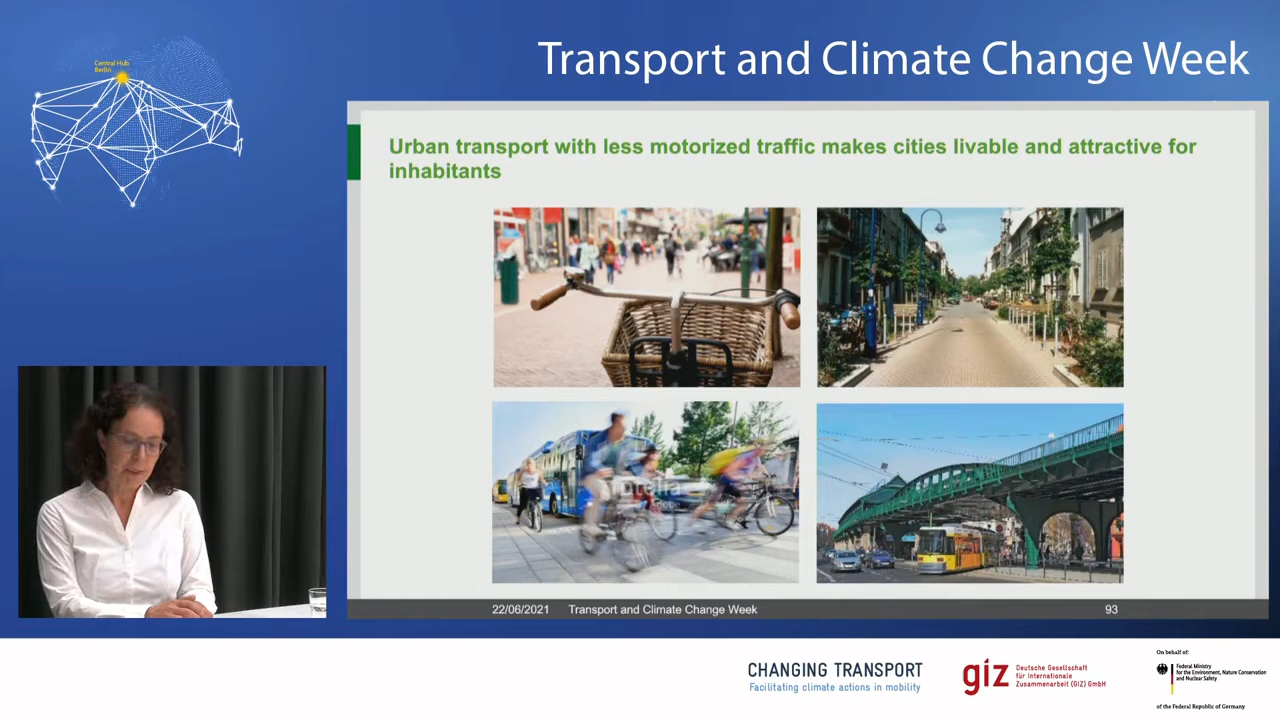 Central Hub
Berlin
Transport and Climate Change Week
Urban transport with less motorized traffic makes cities livable and attractive for
inhabitants
22/06/2021 Transport and Climate Change Week 93
CHANGING TRANSPORT
Facilitating climate actions in mobility
giz Deutsche Gesellschaft
für Internationale
Zusammenarbeit (GIZ) GmbH
On behalf of:
Federal Ministry
for the Environment, Nature Conservation
and Nuclear Safety
of the Federal Republic of Germany